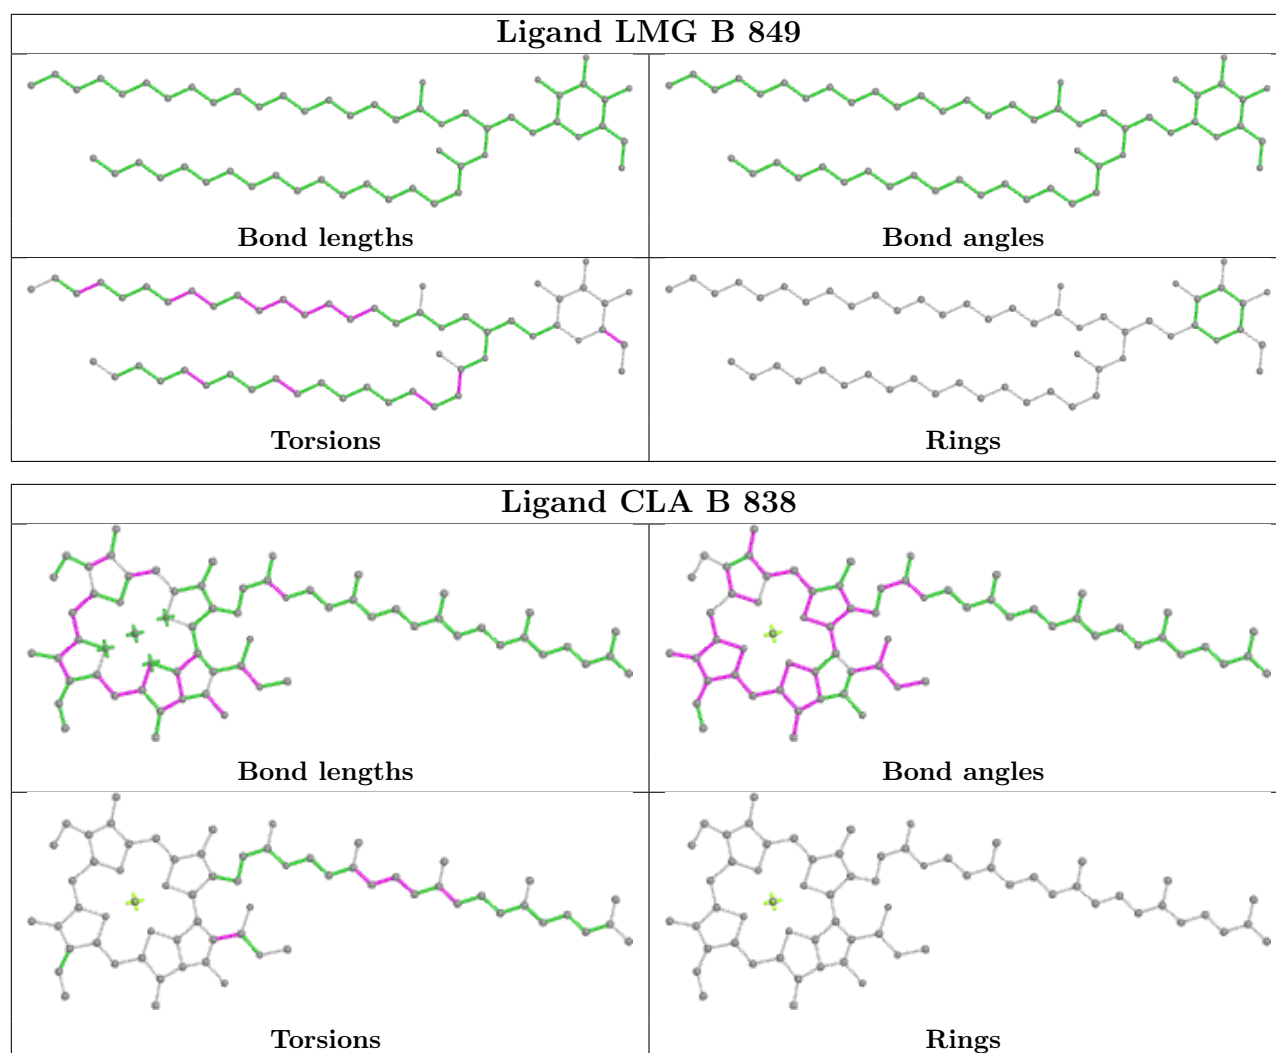 Ligand LMG B 849
Bond lengths
Bond angles
Torsions
Rings
Ligand CLA B 838
Bond lengths
Bond angles
Torsions
Rings